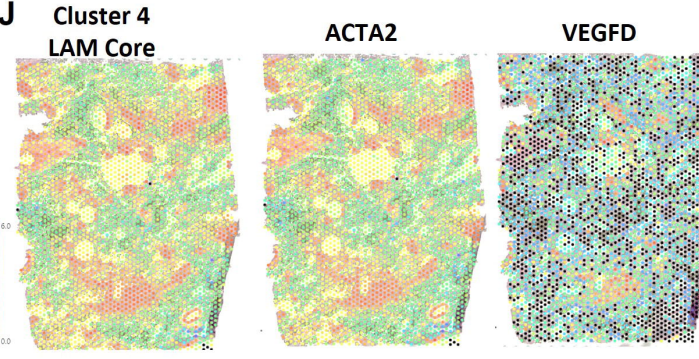 J
Cluster 4
LAM Core
ACTA2
VEGFD
6.0
0.0